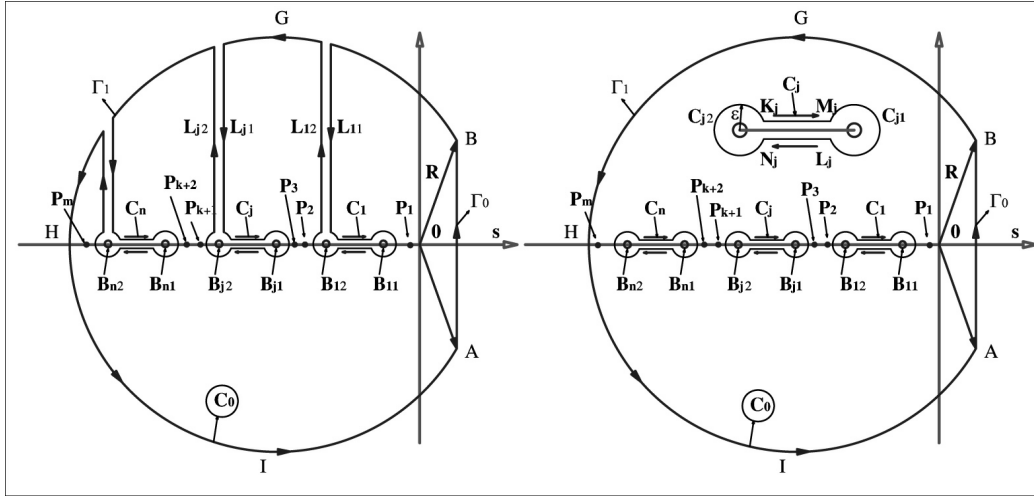 G
G
Γ1
Γ1
Cj
Kj
Mj
Cj2
ε
Cj1
Nj
Lj
Lj2
Lj1
L12
L11
B
B
R
R
Pm
Pk+2
Pk+1
P3
P2
P1
Γ0
Pm
Pk+2
Pk+1
P3
P2
P1
Γ0
Cn
Cj
C1
Cn
Cj
C1
H
0
s
H
0
s
Bn2
Bn1
Bj2
Bj1
B12
B11
Bn2
Bn1
Bj2
Bj1
B12
B11
A
A
C0
C0
I
I